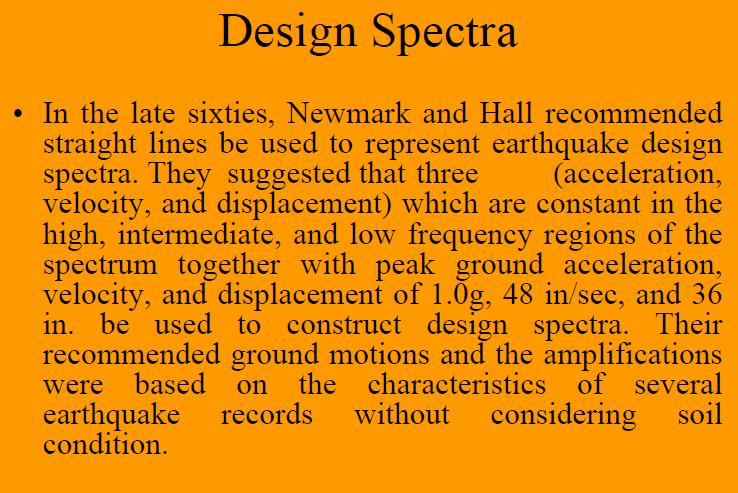 Design Spectra
• In the late sixties, Newmark and Hall recommended
straight lines be used to represent earthquake design
spectra. They suggested that three (acceleration,
velocity, and displacement) which are constant in the
high, intermediate, and low frequency regions of the
spectrum together with peak ground acceleration,
velocity, and displacement of 1.0g, 48 in/sec, and 36
in. be used to construct design spectra. Their
recommended ground motions and the amplifications
were based on the characteristics of several
earthquake records without considering soil
condition.